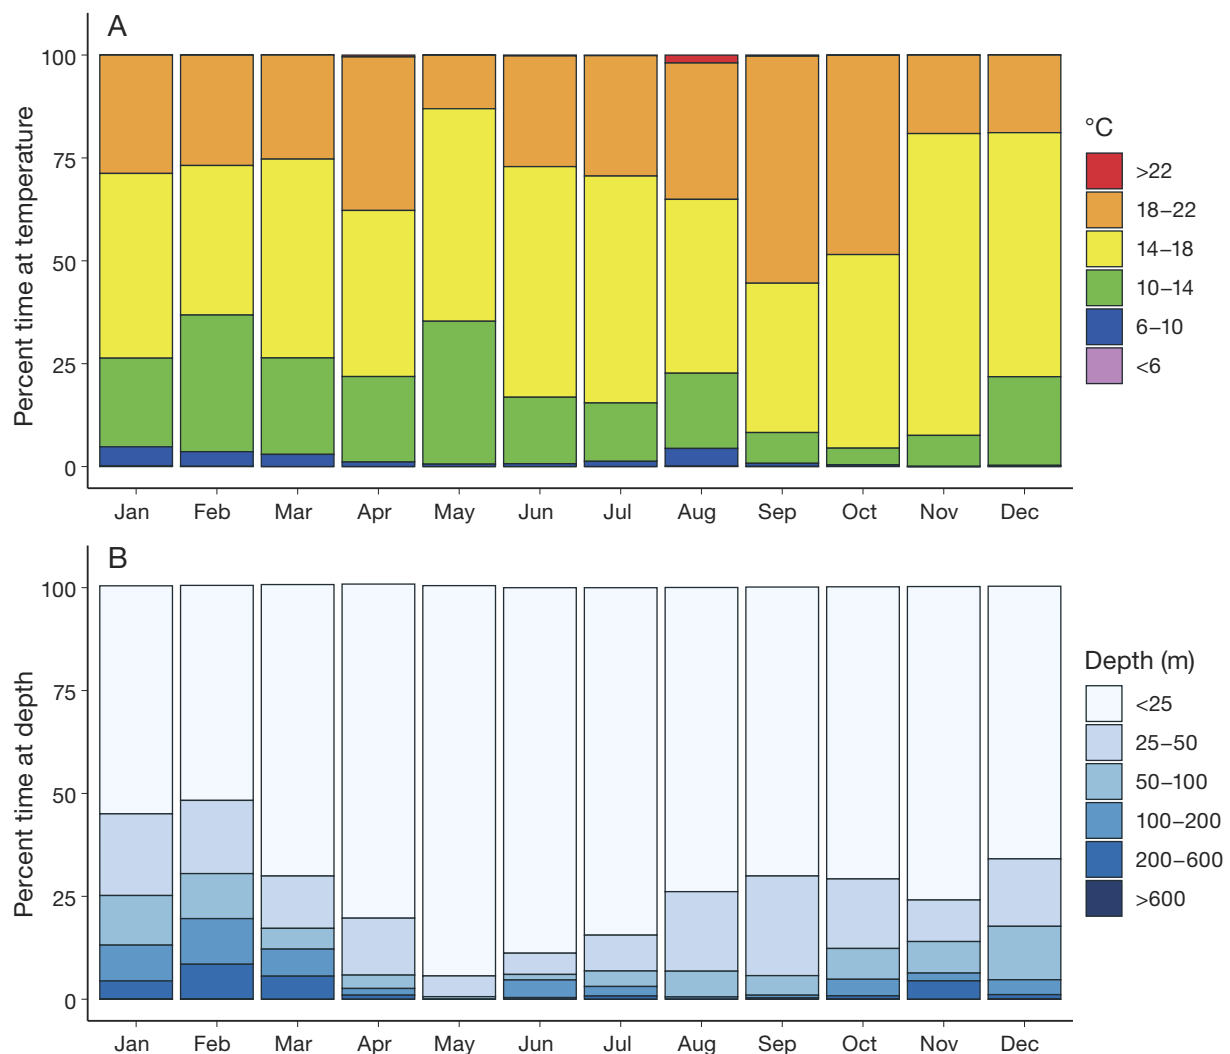 A
Percent time at temperature
100
75
50
25
0
Jan Feb Mar Apr May Jun Jul Aug Sep Oct Nov Dec
°C
>22
18–22
14–18
10–14
6–10
<6
B
Percent time at depth
100
75
50
25
0
Jan Feb Mar Apr May Jun Jul Aug Sep Oct Nov Dec
Depth (m)
<25
25–50
50–100
100–200
200–600
>600